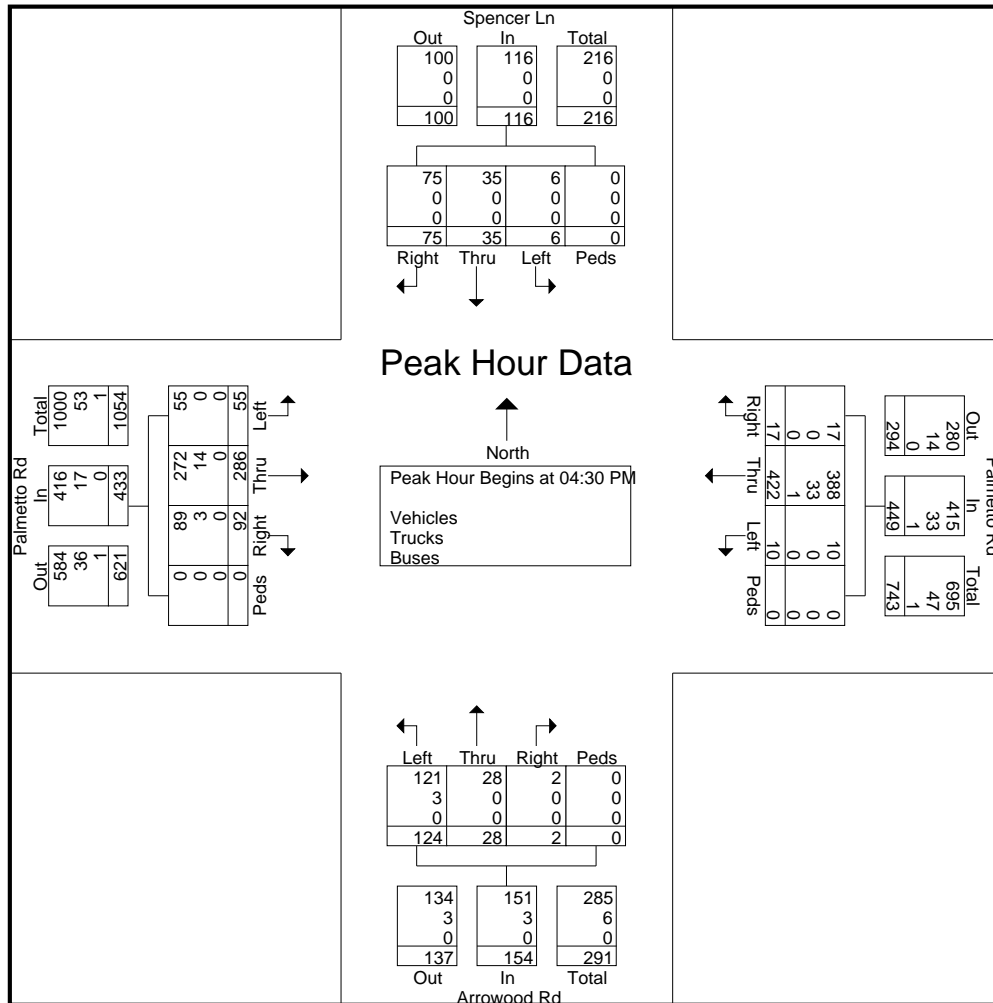 Spencer Ln
Out In Total
100 116 216
0 0 0
0 0 0
100 116 216
75 35 6 0
0 0 0 0
0 0 0 0
75 35 6 0
Right Thru Left Peds
Peak Hour Data
North
Peak Hour Begins at 04:30 PM
Vehicles
Trucks
Buses
Palmetto Rd
Total In Out
1000 416 584
53 17 36
1 0 1
1054 433 621
55 272 89 0
0 14 3 0
0 0 0 0
55 286 92 0
Left Thru Right Peds
Palmetto Rd
Out In Total
280 415 695
14 33 47
0 1 1
294 449 743
17 388 10 0
0 33 0 0
0 1 0 0
17 422 10 0
Right Thru Left Peds
Left Thru Right Peds
121 28 2 0
3 0 0 0
0 0 0 0
124 28 2 0
134 151 285
3 3 6
0 0 0
137 154 291
Out In Total
Arrowood Rd